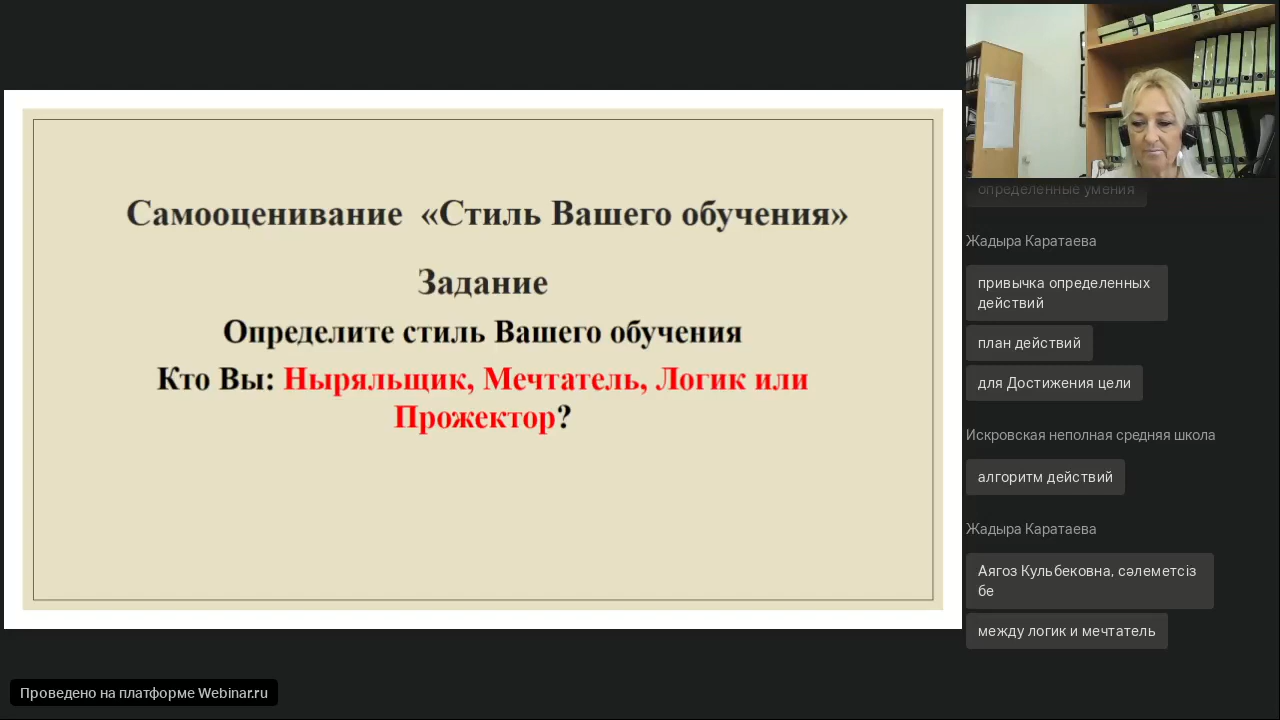 Самооценивание «Стиль Вашего обучения»
Задание
Определите стиль Вашего обучения
Кто Вы: Ныряльщик, Мечтатель, Логик или
Прожектор?
определенные умения
Жадыра Каратаева
привычка определенных
действий
план действий
для Достижения цели
Искровская неполная средняя школа
алгоритм действий
Жадыра Каратаева
Аягоз Кульбековна, сәлеметсіз
бе
между логик и мечтатель
Проведено на платформе Webinar.ru